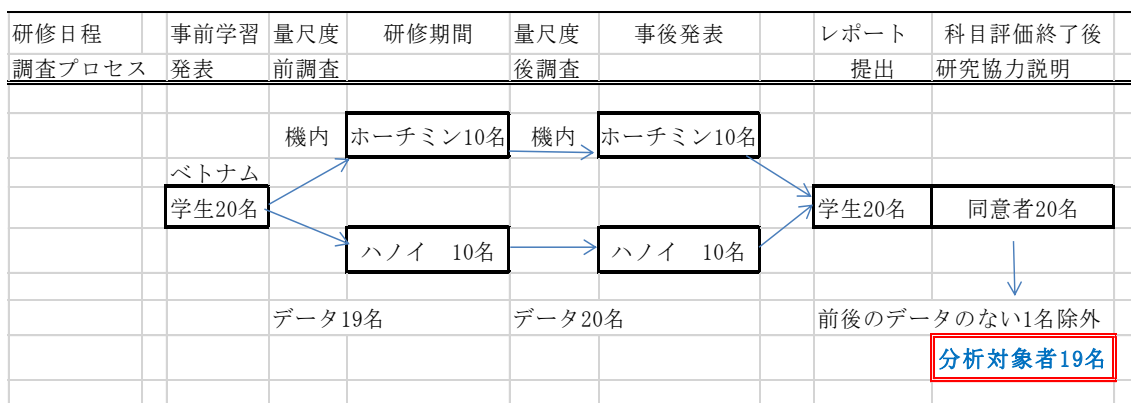 研修日程 事前学習 量尺度 研修期間 量尺度 事後発表 レポート 科目評価終了後
調査プロセス 発表 前調査 後調査 提出 研究協力説明
機内 ホーチミン10名 機内 ホーチミン10名
ベトナム
学生20名 学生20名 同意者20名
ハノイ 10名 ハノイ 10名
データ19名 データ20名 前後のデータのない1名除外
分析対象者19名